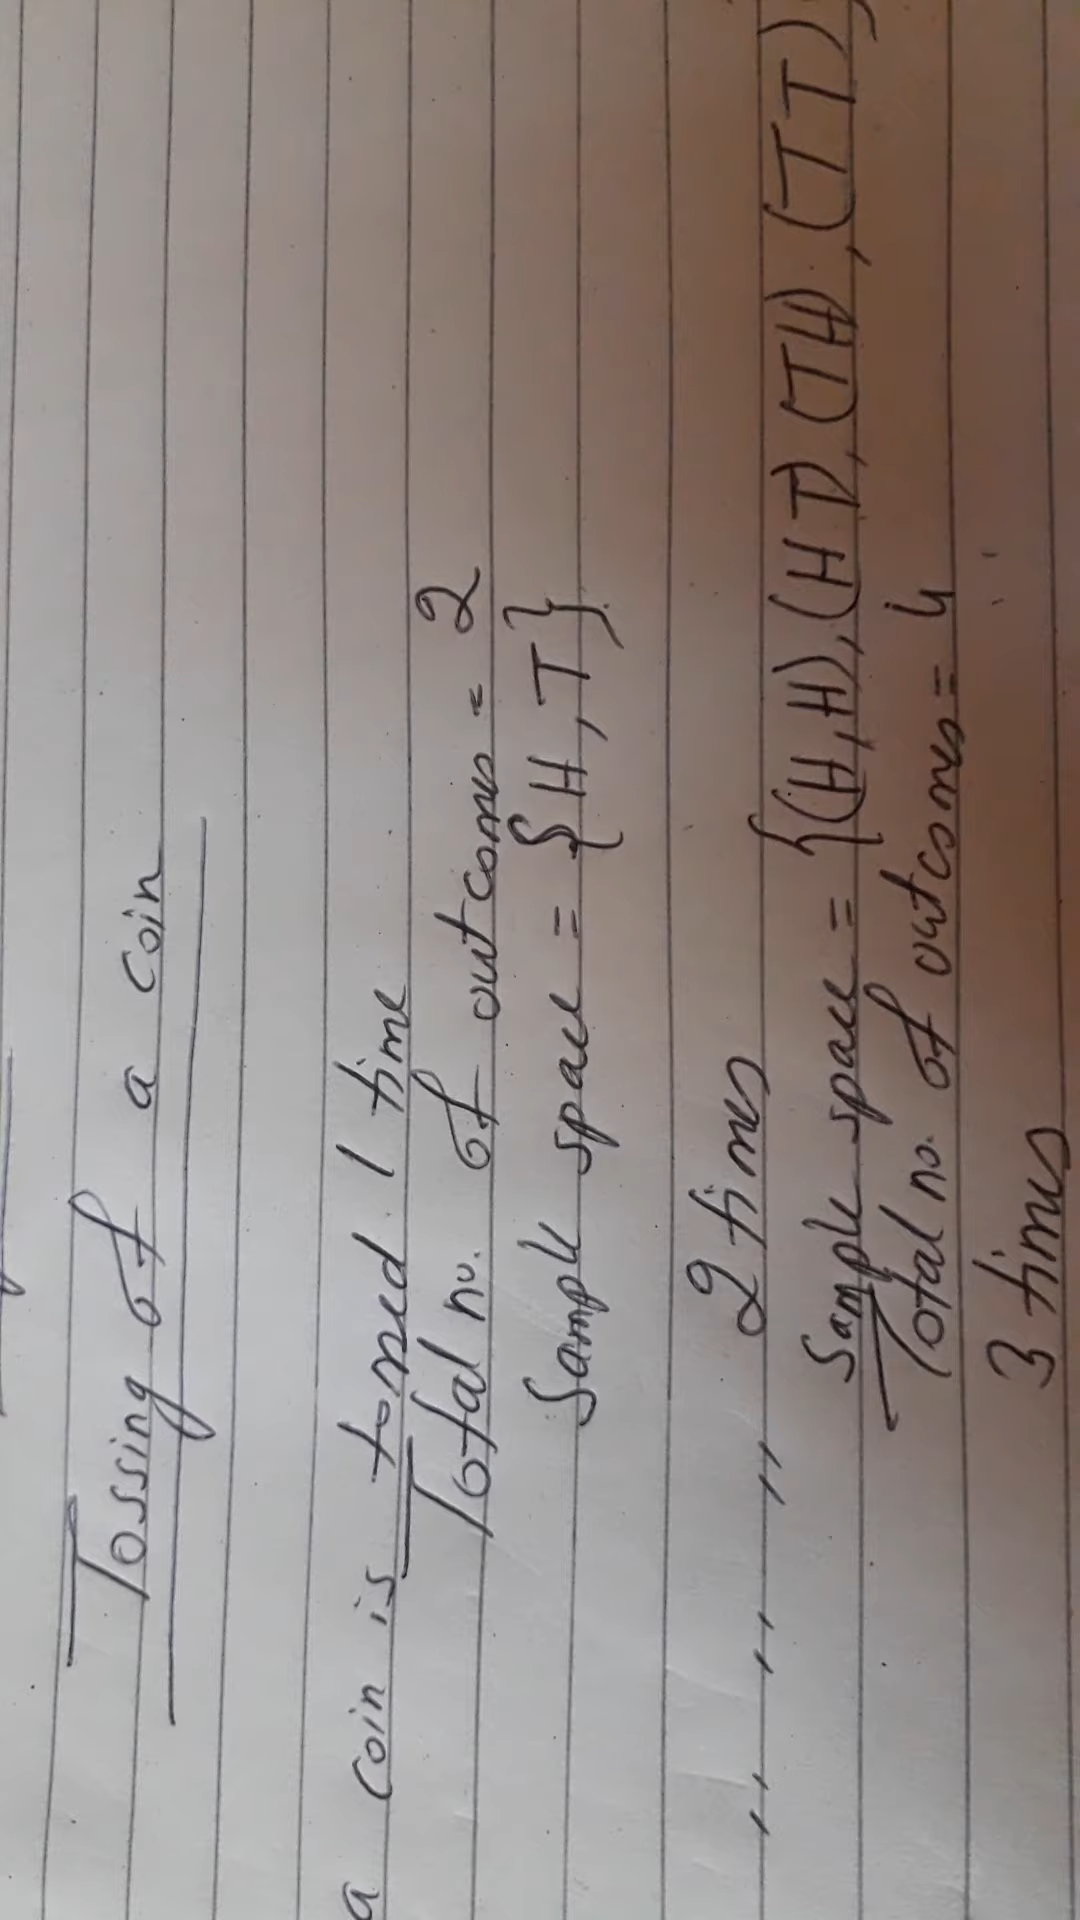 Tossing of a coin
a coin is tossed 1 time
Total no. of outcomes = 2
Sample space = {H, T}
,, ,, ,, ,, 2 times
Sample space = {(H,H), (HT), (TH), (TT)
Total no. of outcomes = 4
3 times